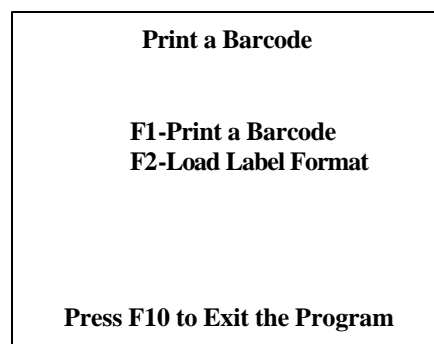 Print a Barcode
F1-Print a Barcode
F2-Load Label Format
Press F10 to Exit the Program